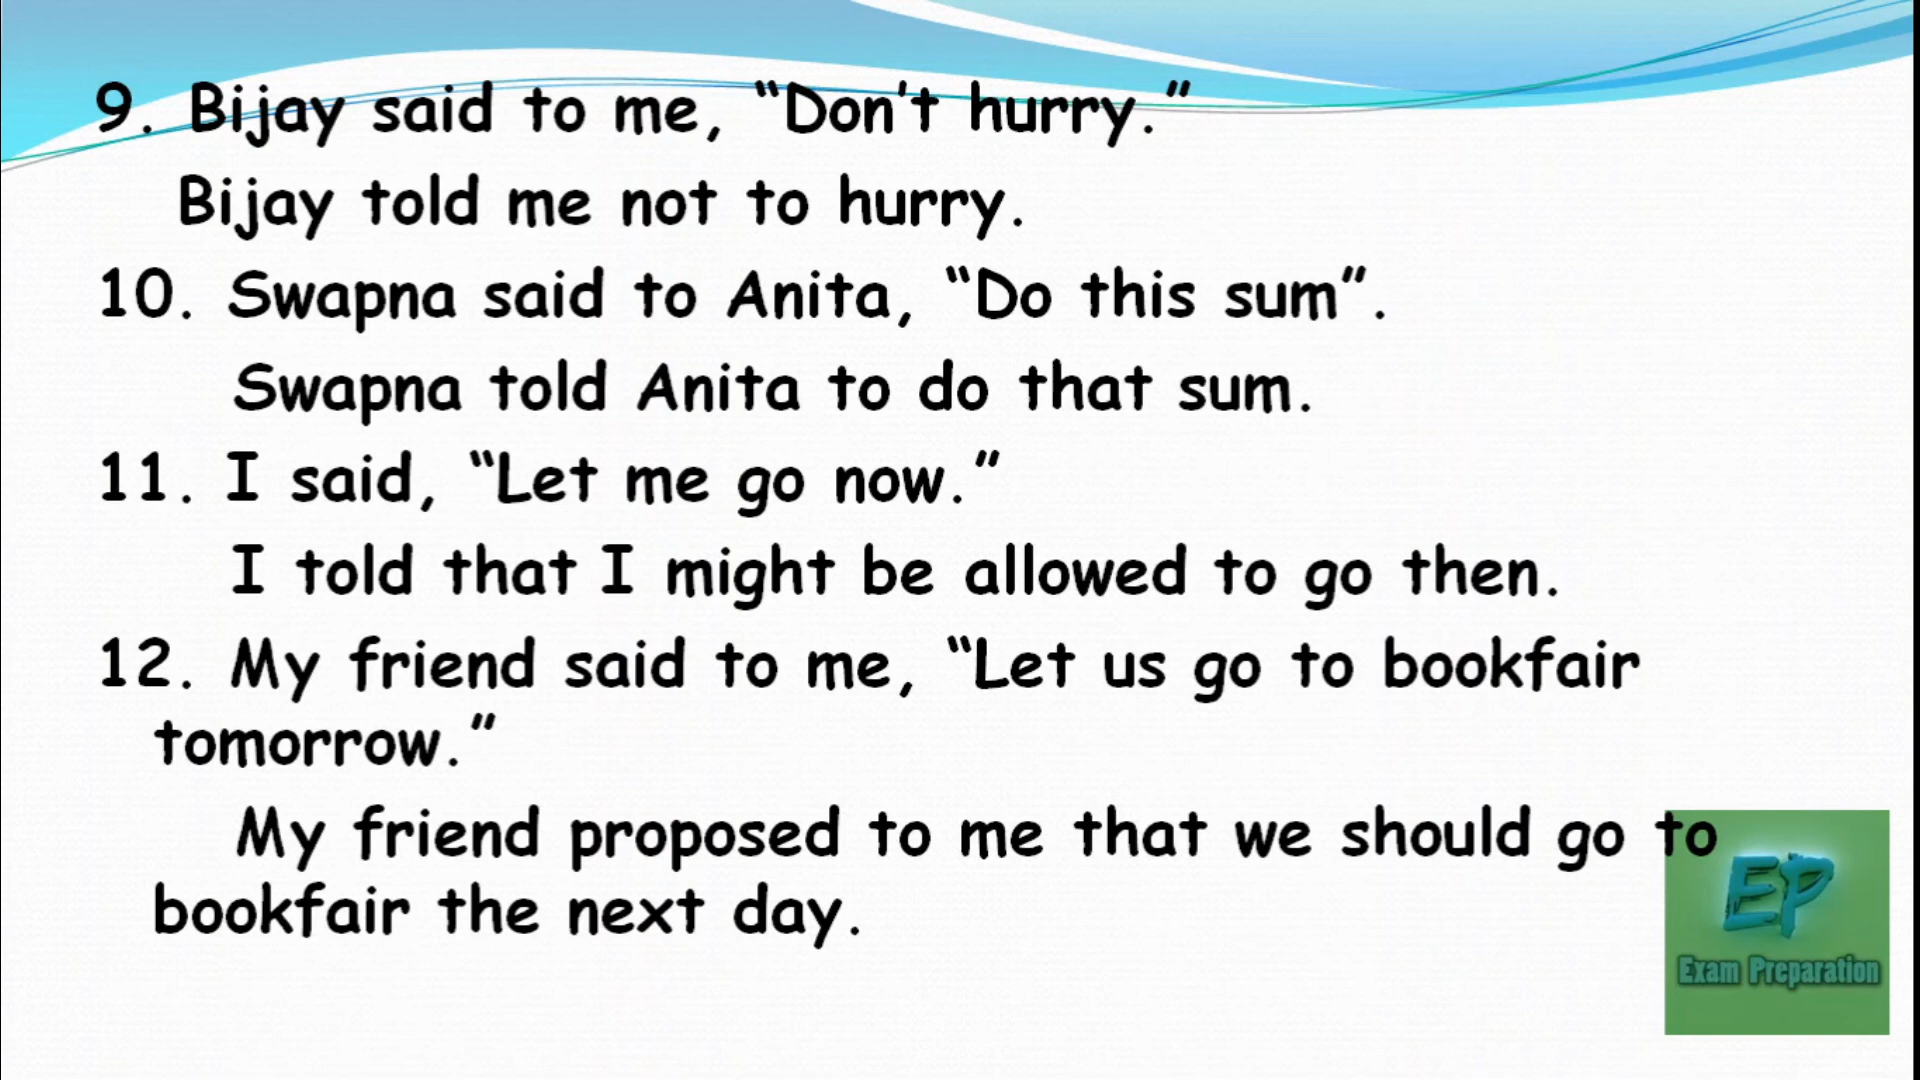 9. Bijay said to me, “Don’t hurry.”
Bijay told me not to hurry.
10. Swapna said to Anita, “Do this sum”.
Swapna told Anita to do that sum.
11. I said, “Let me go now.”
I told that I might be allowed to go then.
12. My friend said to me, “Let us go to bookfair
tomorrow.”
My friend proposed to me that we should go to
bookfair the next day.
EP
Exam Preparation